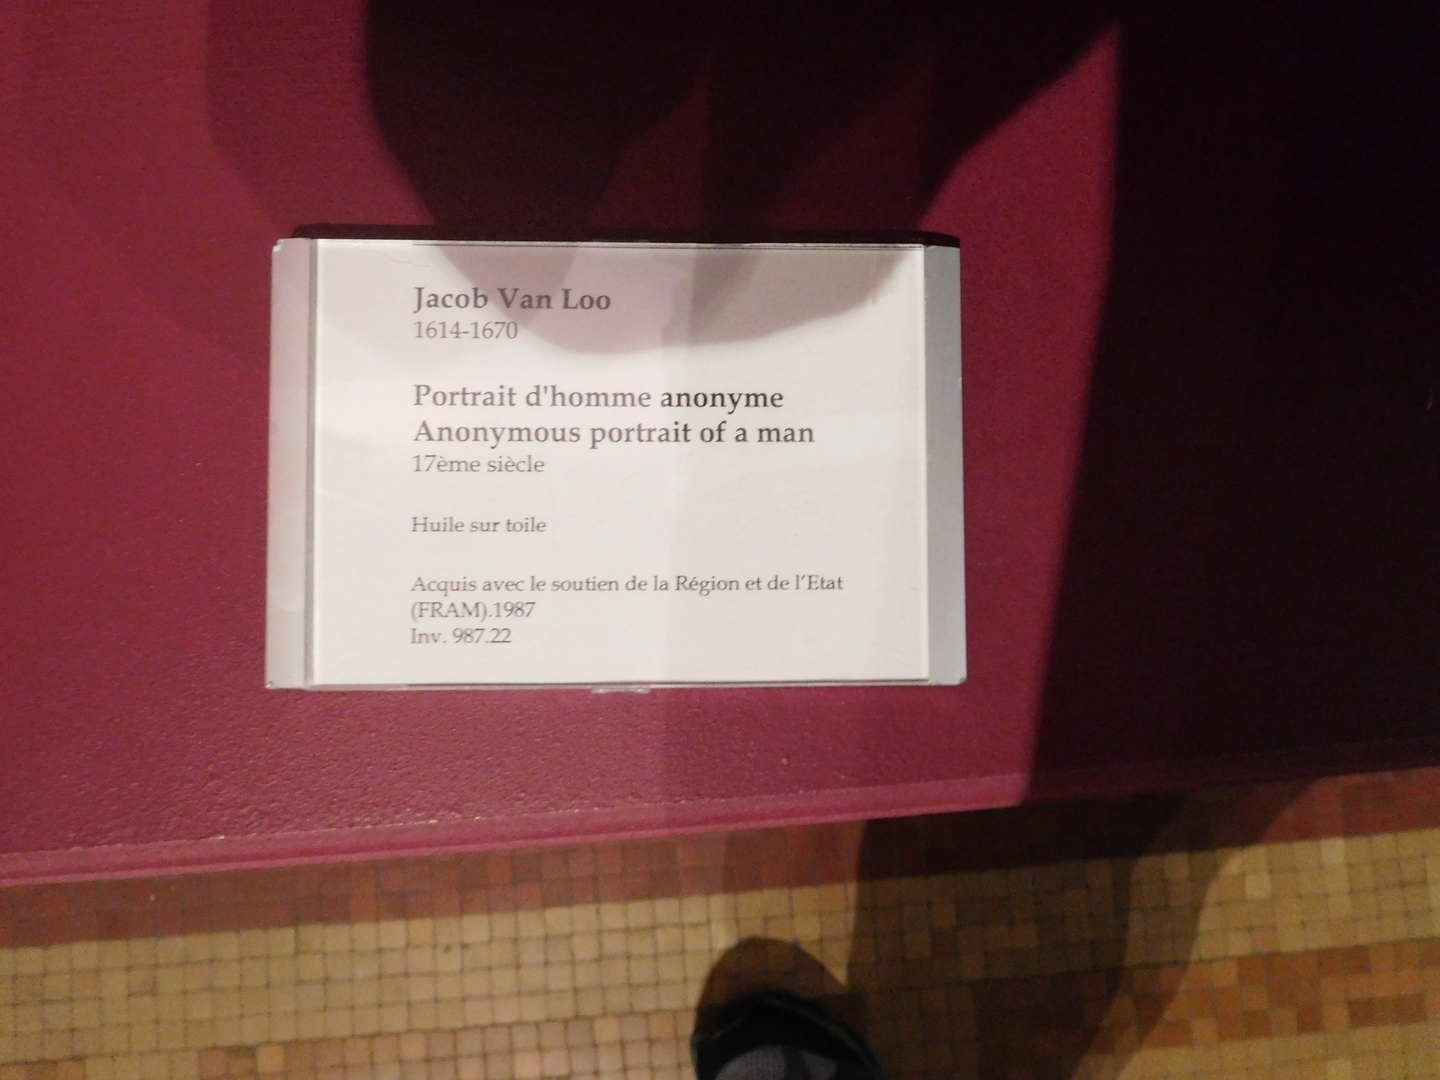 Jacob Van Loo
1614-1670
Portrait d'homme anonyme
Anonymous portrait of a man
17ème siècle
Huile sur toile
Acquis avec le soutien de la Région et de l’Etat
(FRAM).1987
Inv. 987.22